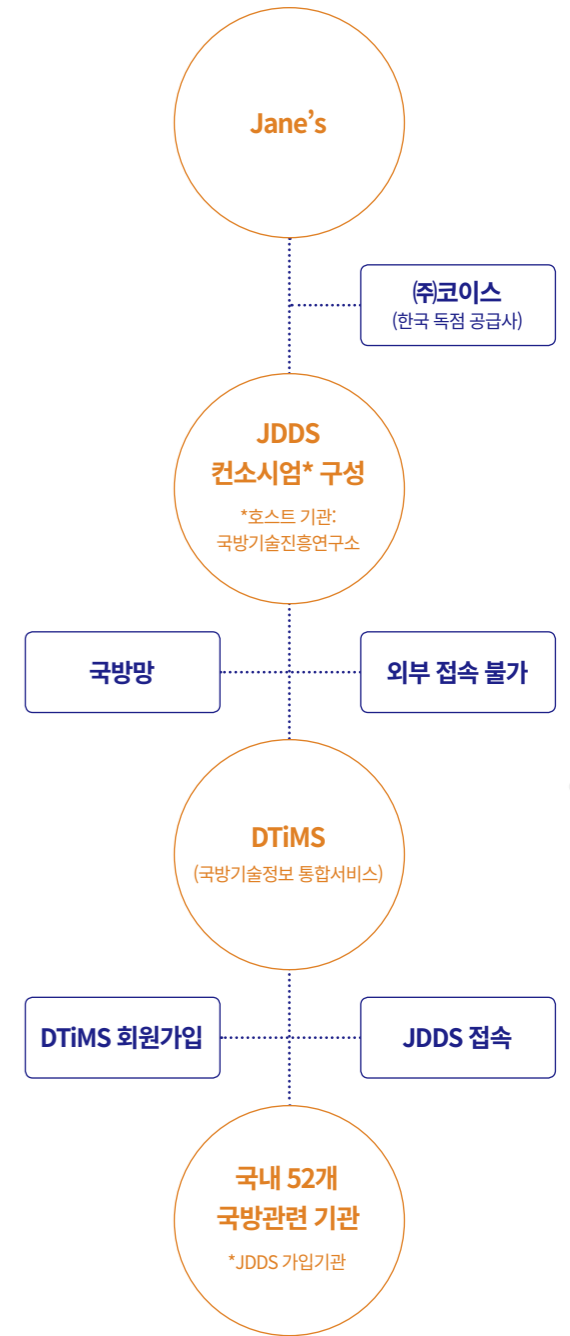 Jane’s
㈜코이스
(한국 독점 공급사)
JDDS
컨소시엄* 구성
*호스트 기관:
국방기술진흥연구소
국방망
외부 접속 불가
DTiMS
(국방기술정보 통합서비스)
DTiMS 회원가입
JDDS 접속
국내 52개
국방관련 기관
*JDDS 가입기관